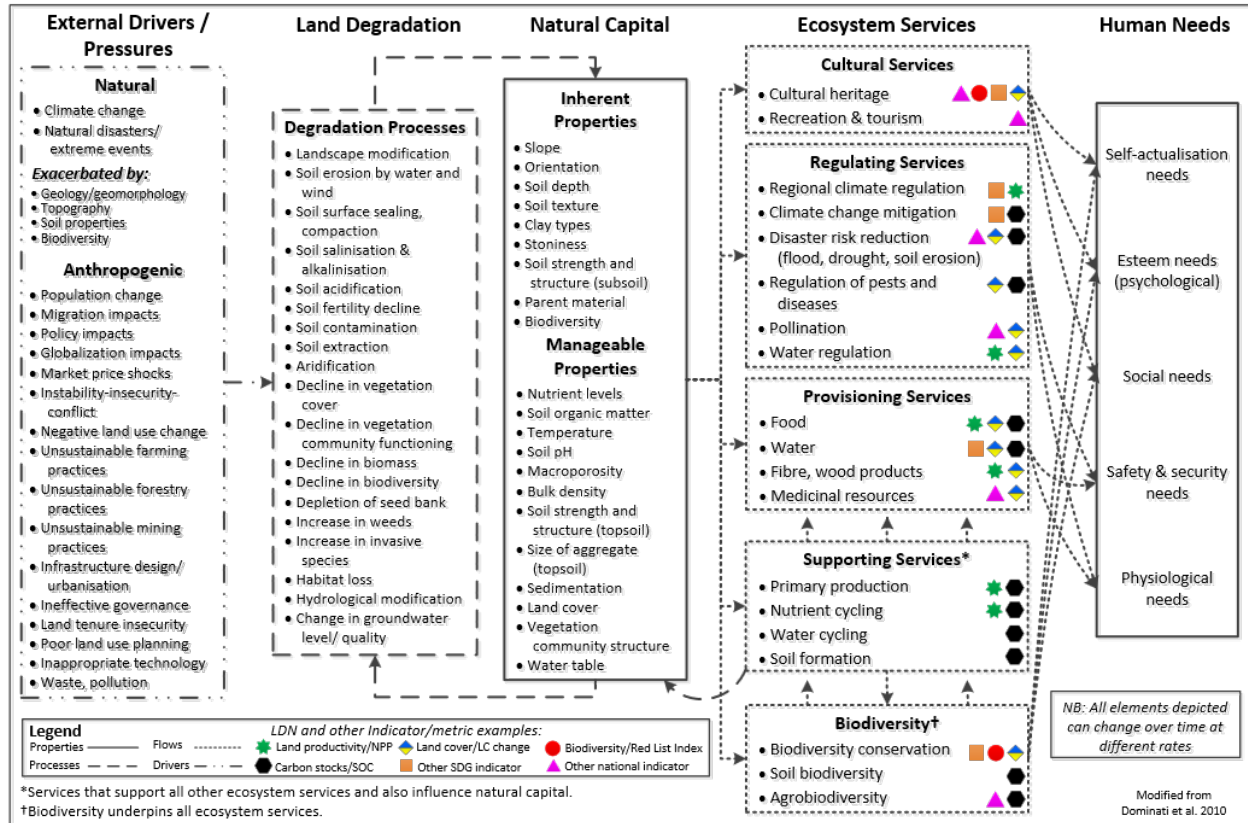 External Drivers /
Pressures
Natural
• Climate change
• Natural disasters/
extreme events
Exacerbated by:
• Geology/geomorphology
• Topography
• Soil properties
• Biodiversity
Anthropogenic
• Population change
• Migration impacts
• Policy impacts
• Globalization impacts
• Market price shocks
• Instability-insecurity-
conflict
• Negative land use change
• Unsustainable farming
practices
• Unsustainable forestry
practices
• Unsustainable mining
practices
• Infrastructure design/
urbanisation
• Ineffective governance
• Land tenure insecurity
• Poor land use planning
• Inappropriate technology
• Waste, pollution
Land Degradation
Degradation Processes
• Landscape modification
• Soil erosion by water and
wind
• Soil surface sealing,
compaction
• Soil salinisation &
alkalinisation
• Soil acidification
• Soil fertility decline
• Soil contamination
• Soil extraction
• Aridification
• Decline in vegetation
cover
• Decline in vegetation
community functioning
• Decline in biomass
• Decline in biodiversity
• Depletion of seed bank
• Increase in weeds
• Increase in invasive
species
• Habitat loss
• Hydrological modification
• Change in groundwater
level/ quality
Natural Capital
Inherent
Properties
• Slope
• Orientation
• Soil depth
• Soil texture
• Clay types
• Stoniness
• Soil strength and
structure (subsoil)
• Parent material
• Biodiversity
Manageable
Properties
• Nutrient levels
• Soil organic matter
• Temperature
• Soil pH
• Macroporosity
• Bulk density
• Soil strength and
structure (topsoil)
• Size of aggregate
(topsoil)
• Sedimentation
• Land cover
• Vegetation
community structure
• Water table
Ecosystem Services
Cultural Services
• Cultural heritage
• Recreation & tourism
Regulating Services
• Regional climate regulation
• Climate change mitigation
• Disaster risk reduction
(flood, drought, soil erosion)
• Regulation of pests and
diseases
• Pollination
• Water regulation
Provisioning Services
• Food
• Water
• Fibre, wood products
• Medicinal resources
Supporting Services*
• Primary production
• Nutrient cycling
• Water cycling
• Soil formation
Biodiversity†
• Biodiversity conservation
• Soil biodiversity
• Agrobiodiversity
Human Needs
Self-actualisation
needs
Esteem needs
(psychological)
Social needs
Safety & security
needs
Physiological
needs
NB: All elements depicted
can change over time at
different rates
Legend
Properties
Flows
Processes
Drivers
LDN and other Indicator/metric examples:
Land productivity/NPP
Land cover/LC change
Biodiversity/Red List Index
Carbon stocks/SOC
Other SDG indicator
Other national indicator
*Services that support all other ecosystem services and also influence natural capital.
†Biodiversity underpins all ecosystem services.
Modified from
Dominati et al. 2010